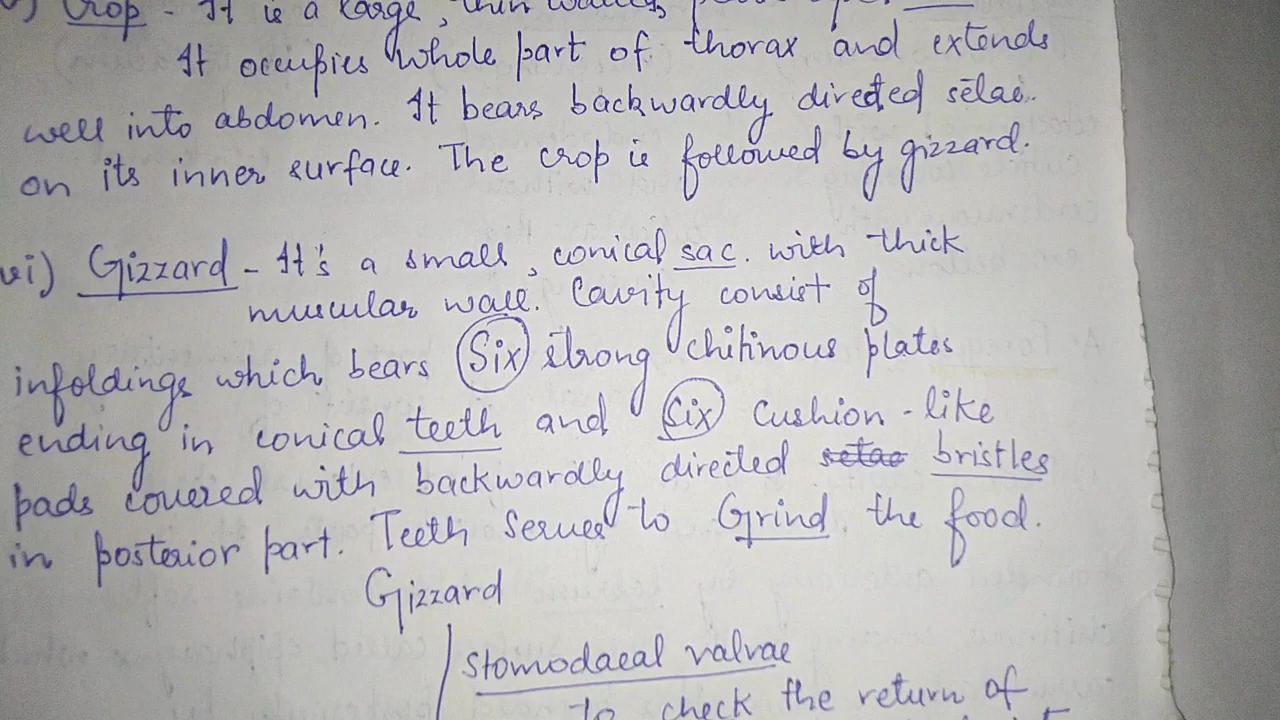 Crop - It is a large, thin walled,
It occupies whole part of thorax and extends
well into abdomen. It bears backwardly directed setae.
on its inner surface. The crop is followed by gizzard.
vi) Gizzard - It's a small, conical sac. with thick
muscular wall. Cavity consist of
infoldings which bears Six strong chitinous plates
ending in conical teeth and Six cushion-like
pads covered with backwardly directed setae bristles
in posterior part. Teeth serves to Grind the food.
Gizzard
stomodaeal valvae
to check the return of